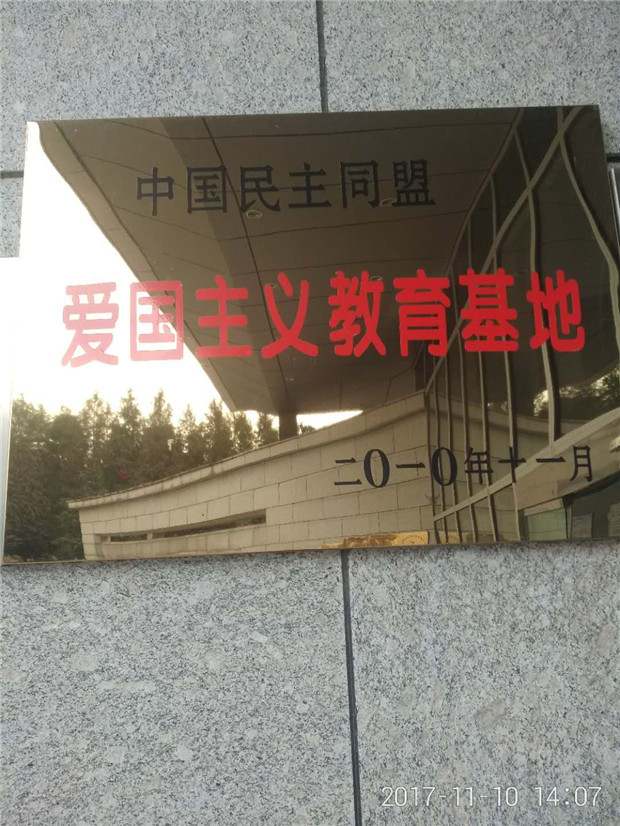 中国民主同盟
爱国主义教育基地
二〇一〇年十一月
2017-11-10 14:07